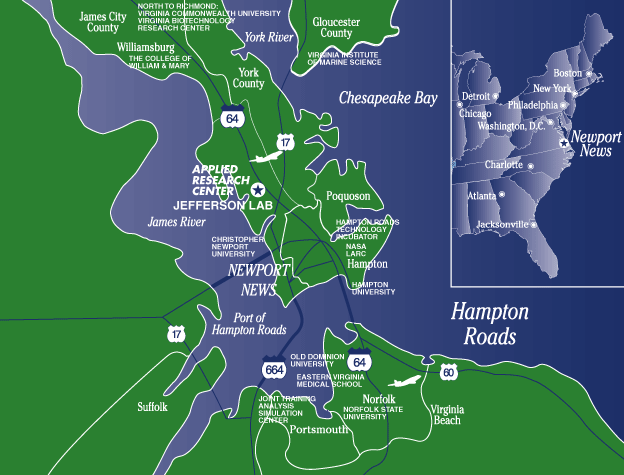 NORTH TO RICHMOND:
VIRGINIA COMMONWEALTH UNIVERSITY
VIRGINIA BIOTECHNOLOGY
RESEARCH CENTER
James City
County
Gloucester
County
York River
Williamsburg
THE COLLEGE OF
WILLIAM & MARY
VIRGINIA INSTITUTE
OF MARINE SCIENCE
York
County
Chesapeake Bay
64
17
APPLIED
RESEARCH
CENTER
JEFFERSON LAB
Poquoson
James River
HAMPTON ROADS
TECHNOLOGY
INCUBATOR
CHRISTOPHER
NEWPORT
UNIVERSITY
NASA
LARC
Hampton
NEWPORT
NEWS
HAMPTON
UNIVERSITY
Port of
Hampton Roads
Hampton
Roads
17
664
64
60
OLD DOMINION
UNIVERSITY
EASTERN VIRGINIA
MEDICAL SCHOOL
Suffolk
JOINT TRAINING
ANALYSIS
SIMULATION
CENTER
Norfolk
NORFOLK STATE
UNIVERSITY
Virginia
Beach
Portsmouth
Boston
New York
Detroit
Chicago
Philadelphia
Washington, D.C.
Newport
News
Charlotte
Atlanta
Jacksonville